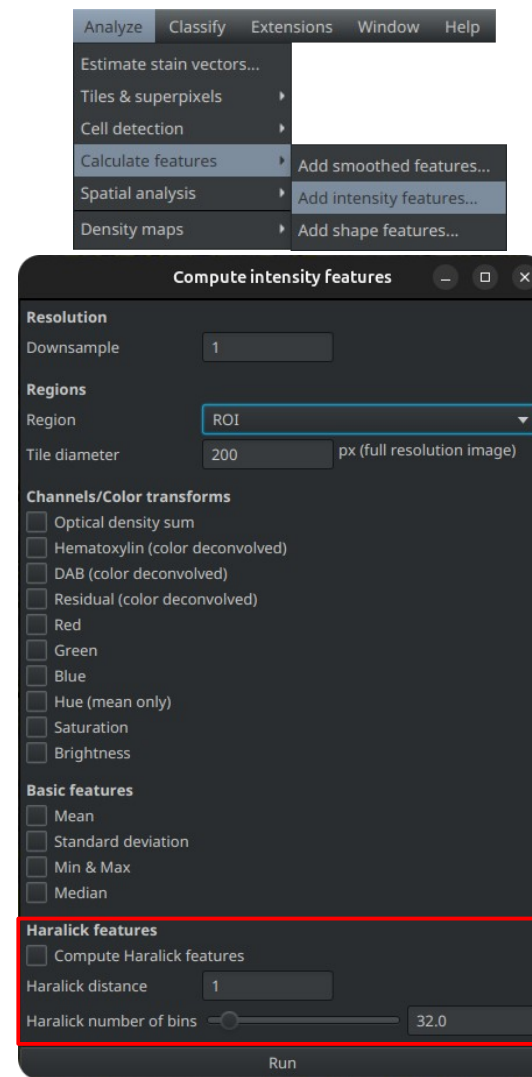 Analyze Classify Extensions Window Help
Estimate stain vectors...
Tiles & superpixels
Cell detection
Calculate features
Spatial analysis
Density maps
Add smoothed features...
Add intensity features...
Add shape features...
Compute intensity features
Resolution
Downsample 1
Regions
Region ROI
Tile diameter 200 px (full resolution image)
Channels/Color transforms
Optical density sum
Hematoxylin (color deconvolved)
DAB (color deconvolved)
Residual (color deconvolved)
Red
Green
Blue
Hue (mean only)
Saturation
Brightness
Basic features
Mean
Standard deviation
Min & Max
Median
Haralick features
Compute Haralick features
Haralick distance 1
Haralick number of bins 32.0
Run